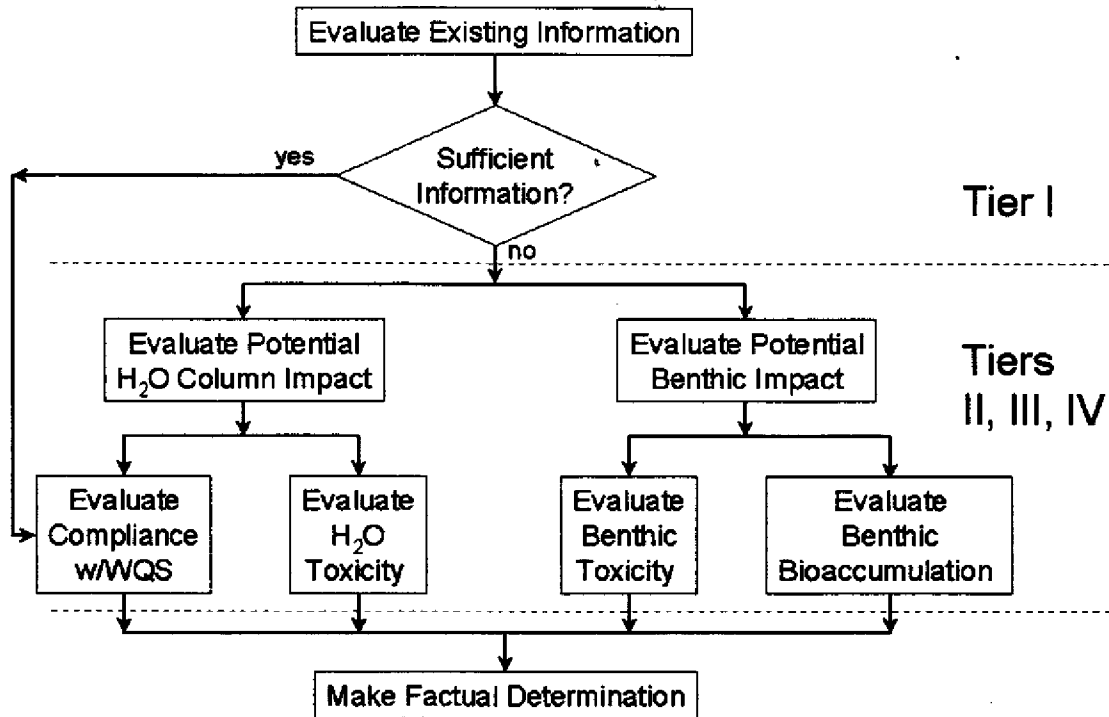 Evaluate Existing Information
yes
Sufficient
Information?
Tier I
no
Evaluate Potential
H₂O Column Impact
Evaluate Potential
Benthic Impact
Tiers
II, III, IV
Evaluate
Compliance
w/WQS
Evaluate
H₂O
Toxicity
Evaluate
Benthic
Toxicity
Evaluate
Benthic
Bioaccumulation
Make Factual Determination